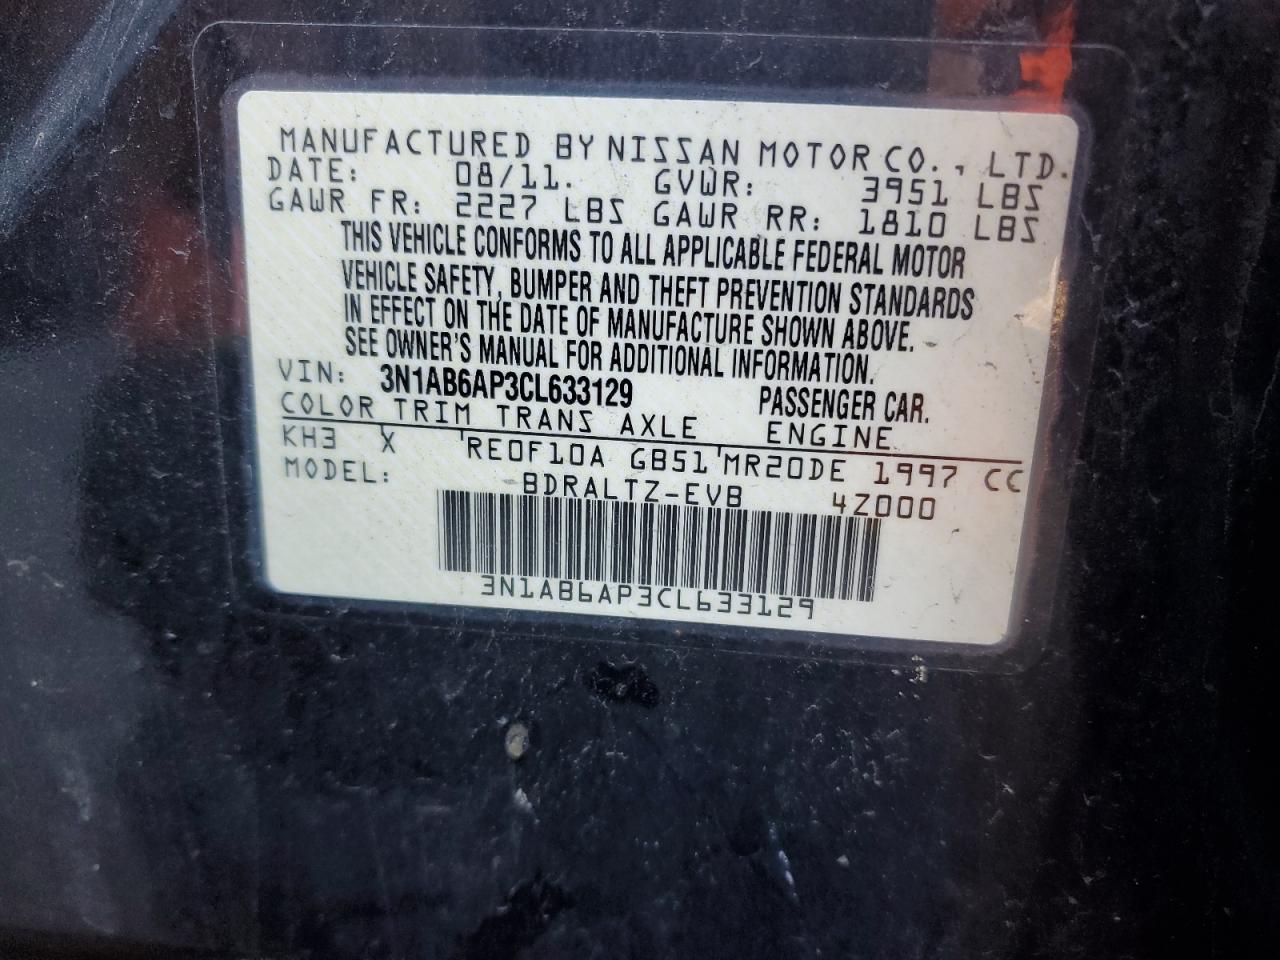 MANUFACTURED BY NISSAN MOTOR CO., LTD.
DATE: 08/11. GVWR: 3951 LBS
GAWR FR: 2227 LBS GAWR RR: 1810 LBS
THIS VEHICLE CONFORMS TO ALL APPLICABLE FEDERAL MOTOR
VEHICLE SAFETY, BUMPER AND THEFT PREVENTION STANDARDS
IN EFFECT ON THE DATE OF MANUFACTURE SHOWN ABOVE.
SEE OWNER'S MANUAL FOR ADDITIONAL INFORMATION.
VIN: 3N1AB6AP3CL633129 PASSENGER CAR.
COLOR TRIM TRANS AXLE ENGINE
KH3 X RE0F10A GB51 MR20DE 1997 CC
MODEL: BDRALTZ-EVB 4Z000
3N1AB6AP3CL633129